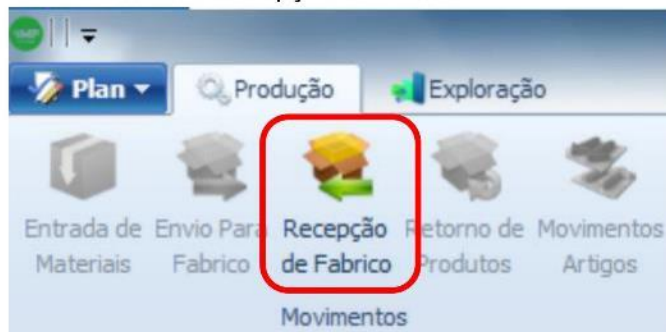 Plan
Produção
Exploração
Entrada de Materiais
Envio Para Fabrico
Recepção de Fabrico
Retorno de Produtos
Movimentos Artigos
Movimentos